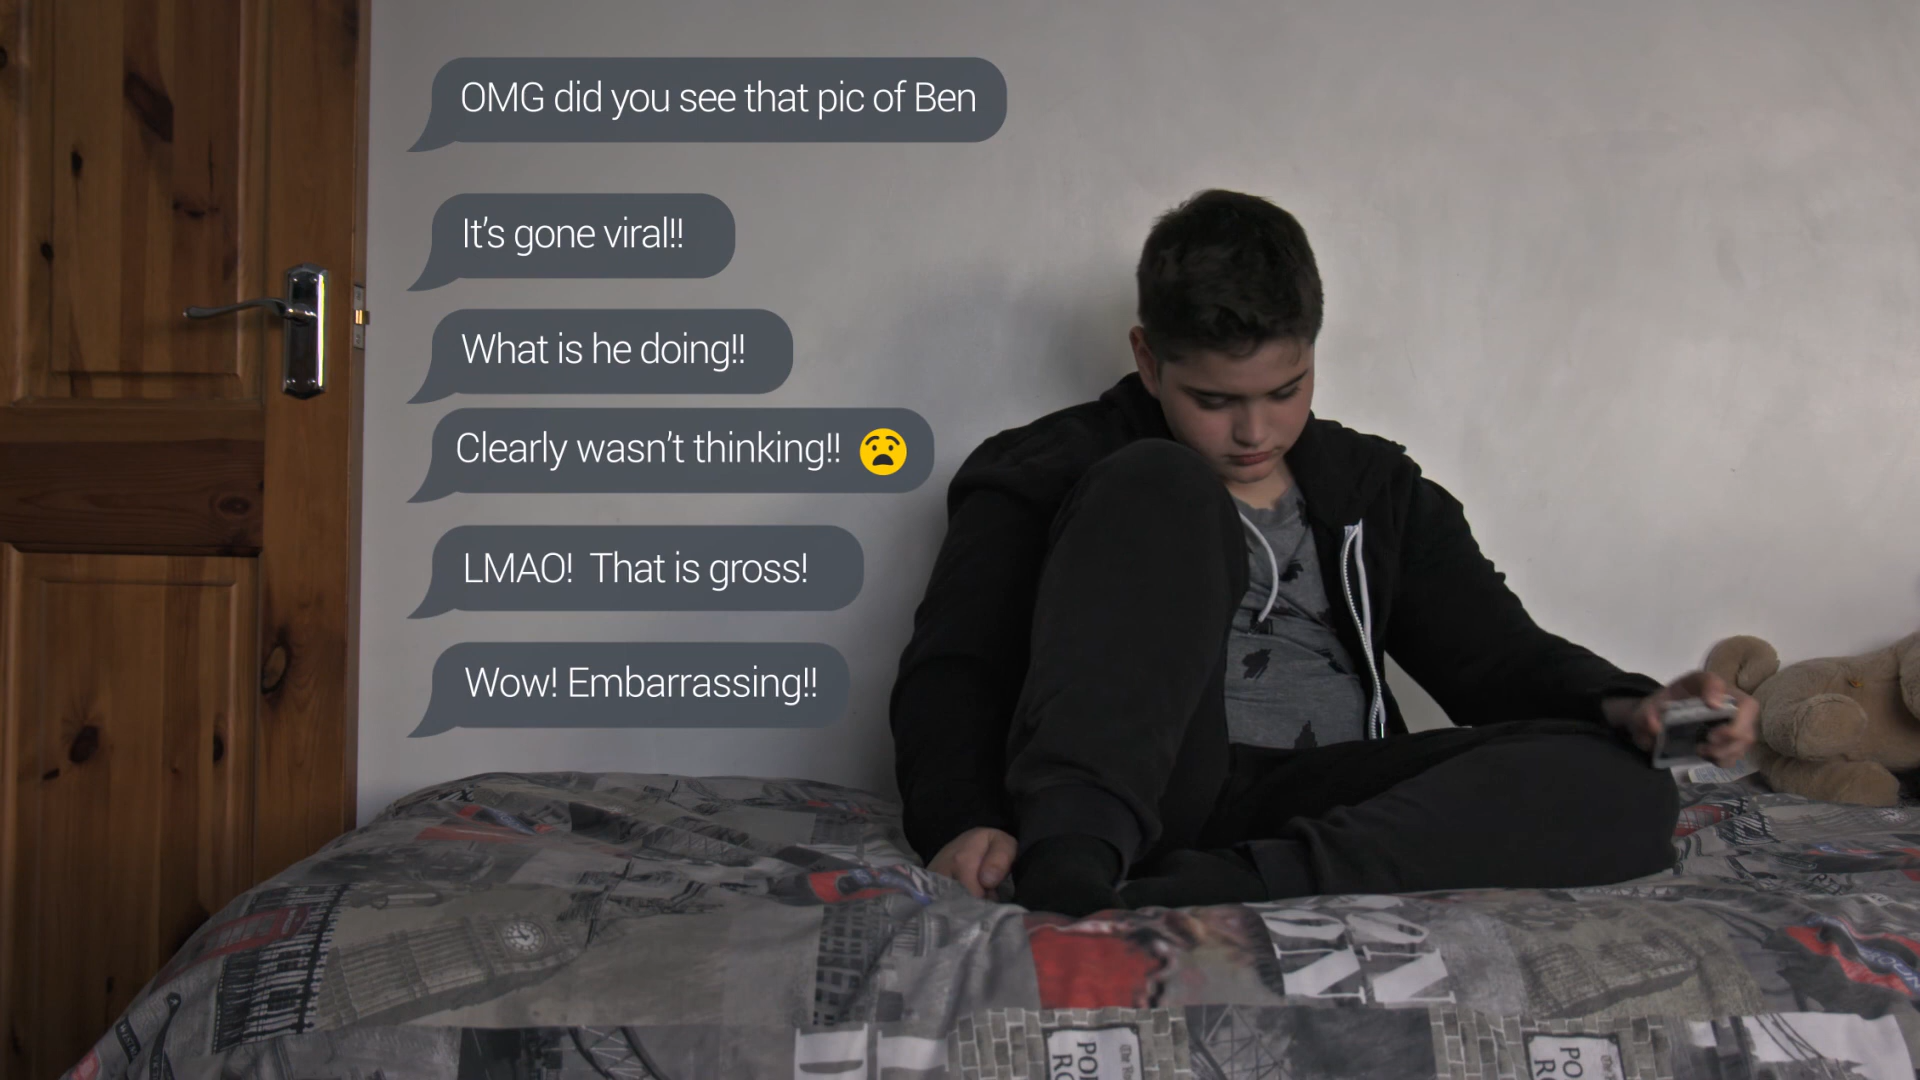 OMG did you see that pic of Ben
It's gone viral!!
What is he doing!!
Clearly wasn't thinking!! 😧
LMAO!  That is gross!
Wow! Embarrassing!!